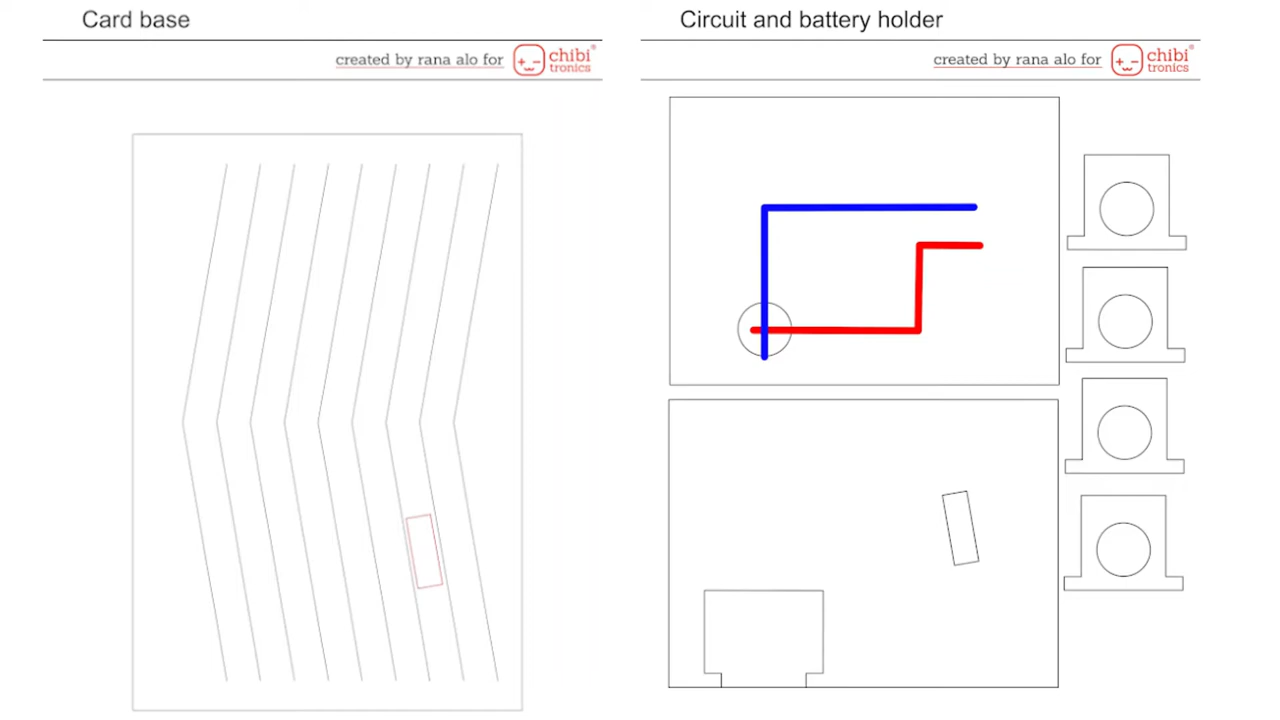 Card base
created by rana alo for
chibi®
tronics
Circuit and battery holder
created by rana alo for
chibi®
tronics